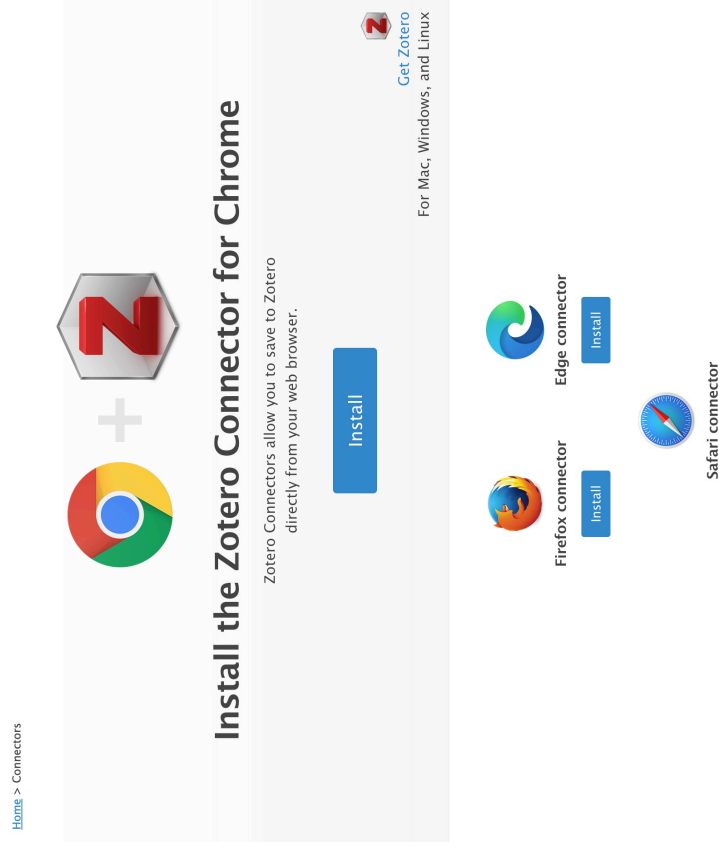 Home > Connectors
Install the Zotero Connector for Chrome
Zotero Connectors allow you to save to Zotero
directly from your web browser.
Install
Get Zotero
For Mac, Windows, and Linux
Firefox connector
Install
Edge connector
Install
Safari connector